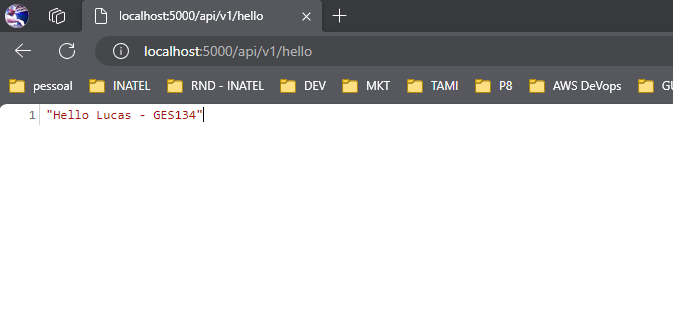 localhost:5000/api/v1/hello
localhost:5000/api/v1/hello
pessoal INATEL RND - INATEL DEV MKT TAMI P8 AWS DeVops
1 "Hello Lucas - GES134"